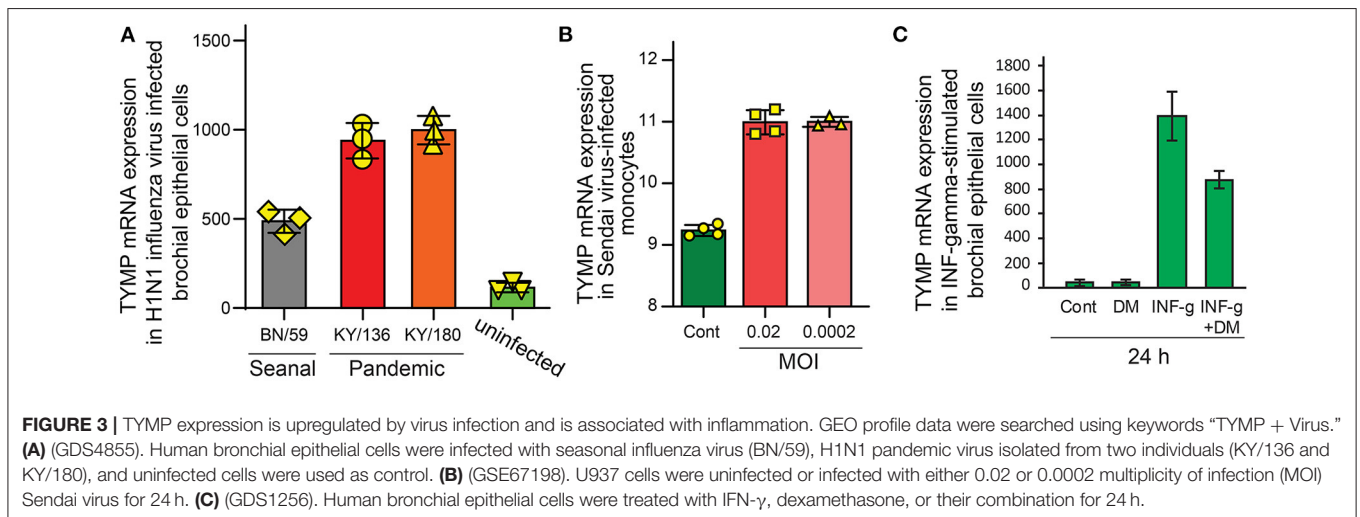 A
TYMP mRNA expression
in H1N1 influenza virus infected
brochial epithelial cells
1500
1000
500
0
BN/59
KY/136
KY/180
uninfected
Seanal
Pandemic
B
TYMP mRNA expression
in Sendai virus-infected
monocytes
12
11
10
9
8
Cont
0.02
0.0002
MOI
C
TYMP mRNA expression
in INF-gamma-stimulated
brochial epithelial cells
1800
1600
1400
1200
1000
800
600
400
200
0
Cont
DM
INF-g
INF-g
+DM
24 h
FIGURE 3 | TYMP expression is upregulated by virus infection and is associated with inflammation. GEO profile data were searched using keywords “TYMP + Virus.”
(A) (GDS4855). Human bronchial epithelial cells were infected with seasonal influenza virus (BN/59), H1N1 pandemic virus isolated from two individuals (KY/136 and
KY/180), and uninfected cells were used as control. (B) (GSE67198). U937 cells were uninfected or infected with either 0.02 or 0.0002 multiplicity of infection (MOI)
Sendai virus for 24 h. (C) (GDS1256). Human bronchial epithelial cells were treated with IFN-γ, dexamethasone, or their combination for 24 h.